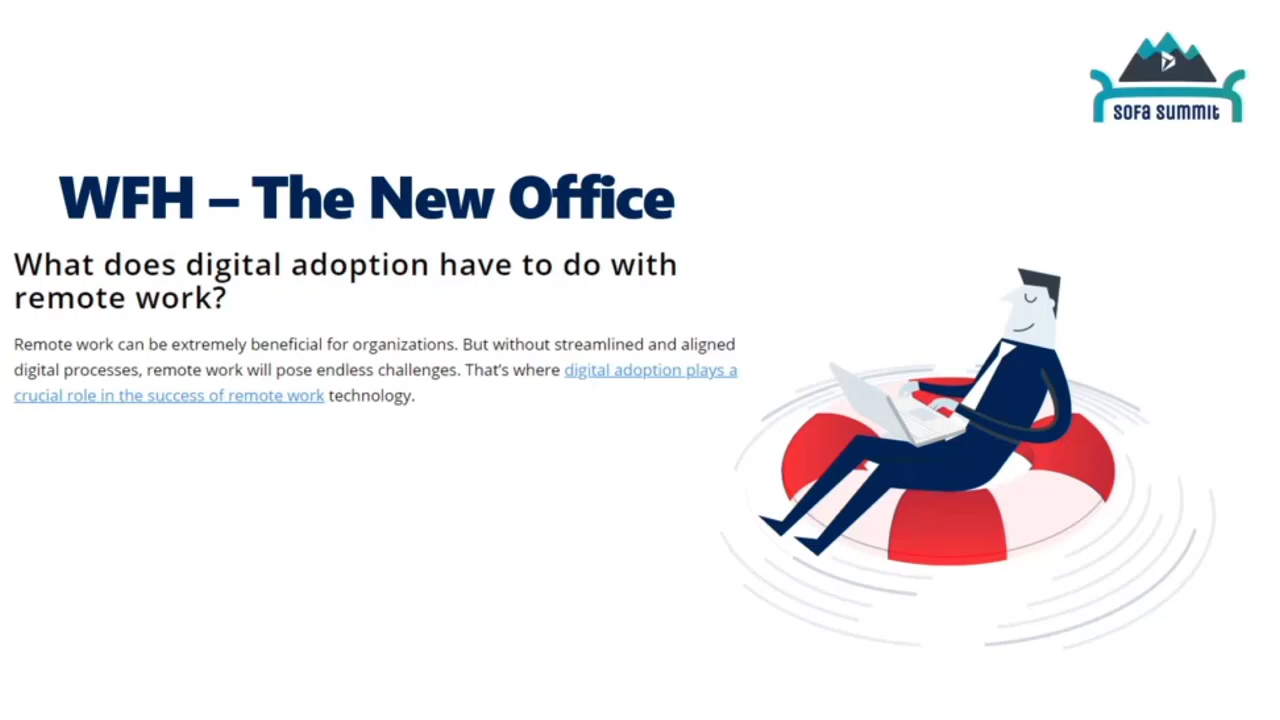 SOFA SUMMIT
WFH – The New Office
What does digital adoption have to do with
remote work?
Remote work can be extremely beneficial for organizations. But without streamlined and aligned
digital processes, remote work will pose endless challenges. That’s where digital adoption plays a
crucial role in the success of remote work technology.